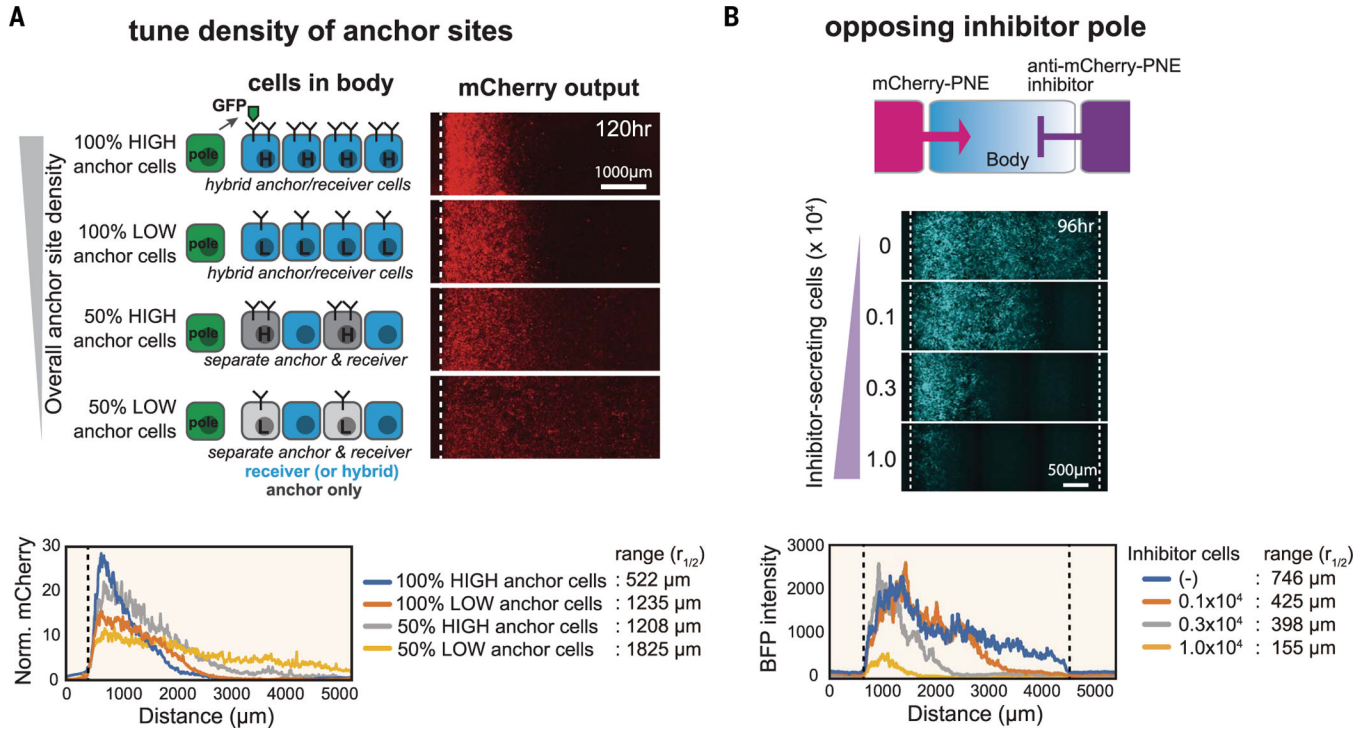 A
tune density of anchor sites
cells in body
mCherry output
GFP
Overall anchor site density
100% HIGH
anchor cells
pole
H
H
H
H
hybrid anchor/receiver cells
120hr
1000μm
100% LOW
anchor cells
pole
L
L
L
L
hybrid anchor/receiver cells
50% HIGH
anchor cells
pole
H
H
separate anchor & receiver
50% LOW
anchor cells
pole
L
L
separate anchor & receiver
receiver (or hybrid)
anchor only
Norm. mCherry
30
20
10
0
0
1000
2000
3000
4000
5000
Distance (μm)
range (r1/2)
100% HIGH anchor cells : 522 μm
100% LOW anchor cells : 1235 μm
50% HIGH anchor cells : 1208 μm
50% LOW anchor cells : 1825 μm
B
opposing inhibitor pole
mCherry-PNE
anti-mCherry-PNE
inhibitor
Body
Inhibitor-secreting cells (x 10⁴)
0
96hr
0.1
0.3
1.0
500μm
BFP intensity
3000
2000
1000
0
0
1000
2000
3000
4000
5000
Distance (μm)
Inhibitor cells range (r1/2)
(-) : 746 μm
0.1x10⁴ : 425 μm
0.3x10⁴ : 398 μm
1.0x10⁴ : 155 μm